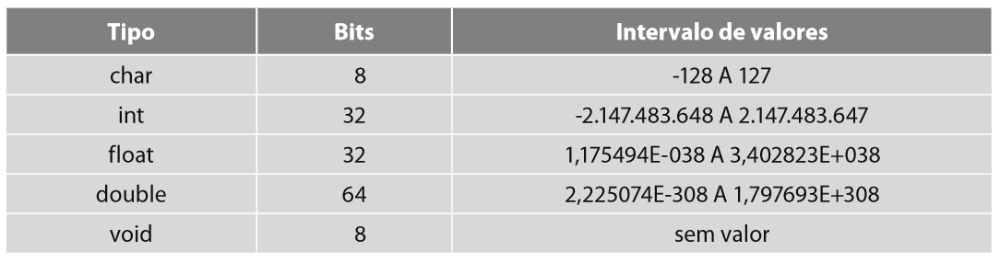 Tipo Bits Intervalo de valores
char 8 -128 A 127
int 32 -2.147.483.648 A 2.147.483.647
float 32 1,175494E-038 A 3,402823E+038
double 64 2,225074E-308 A 1,797693E+308
void 8 sem valor